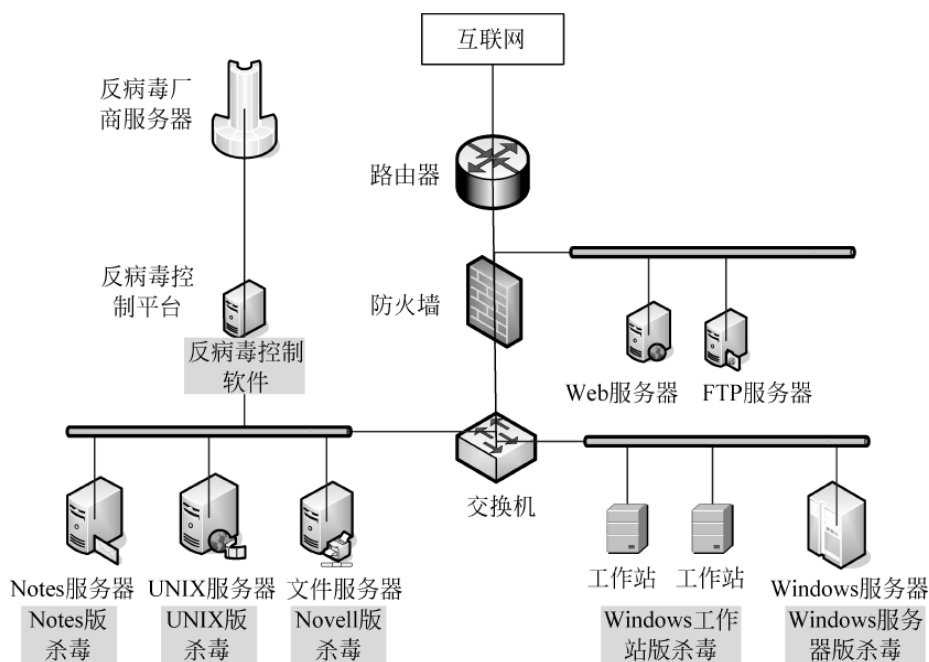 互联网
反病毒厂
商服务器
路由器
反病毒控
制平台
防火墙
反病毒控制
软件
Web服务器
FTP服务器
交换机
Notes服务器
UNIX服务器
文件服务器
工作站
工作站
Windows服务器
Notes版
杀毒
UNIX版
杀毒
Novell版
杀毒
Windows工作
站版杀毒
Windows服务
器版杀毒